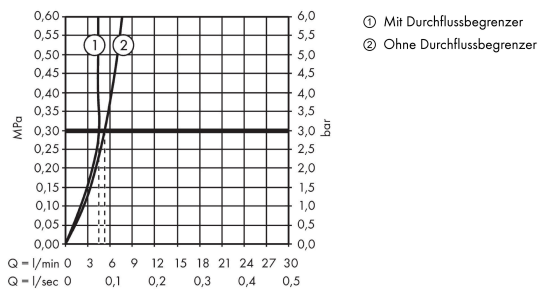 0,60 6,0
① Mit Durchflussbegrenzer
0,55 5,5
① ②
② Ohne Durchflussbegrenzer
0,50 5,0
0,45 4,5
0,40 4,0
0,35 3,5
MPa 0,30 3,0 bar
0,25 2,5
0,20 2,0
0,15 1,5
0,10 1,0
0,05 0,5
0,00 0,0
Q = l/min 0 3 6 9 12 15 18 21 24 27 30
Q = l/sec 0 0,1 0,2 0,3 0,4 0,5